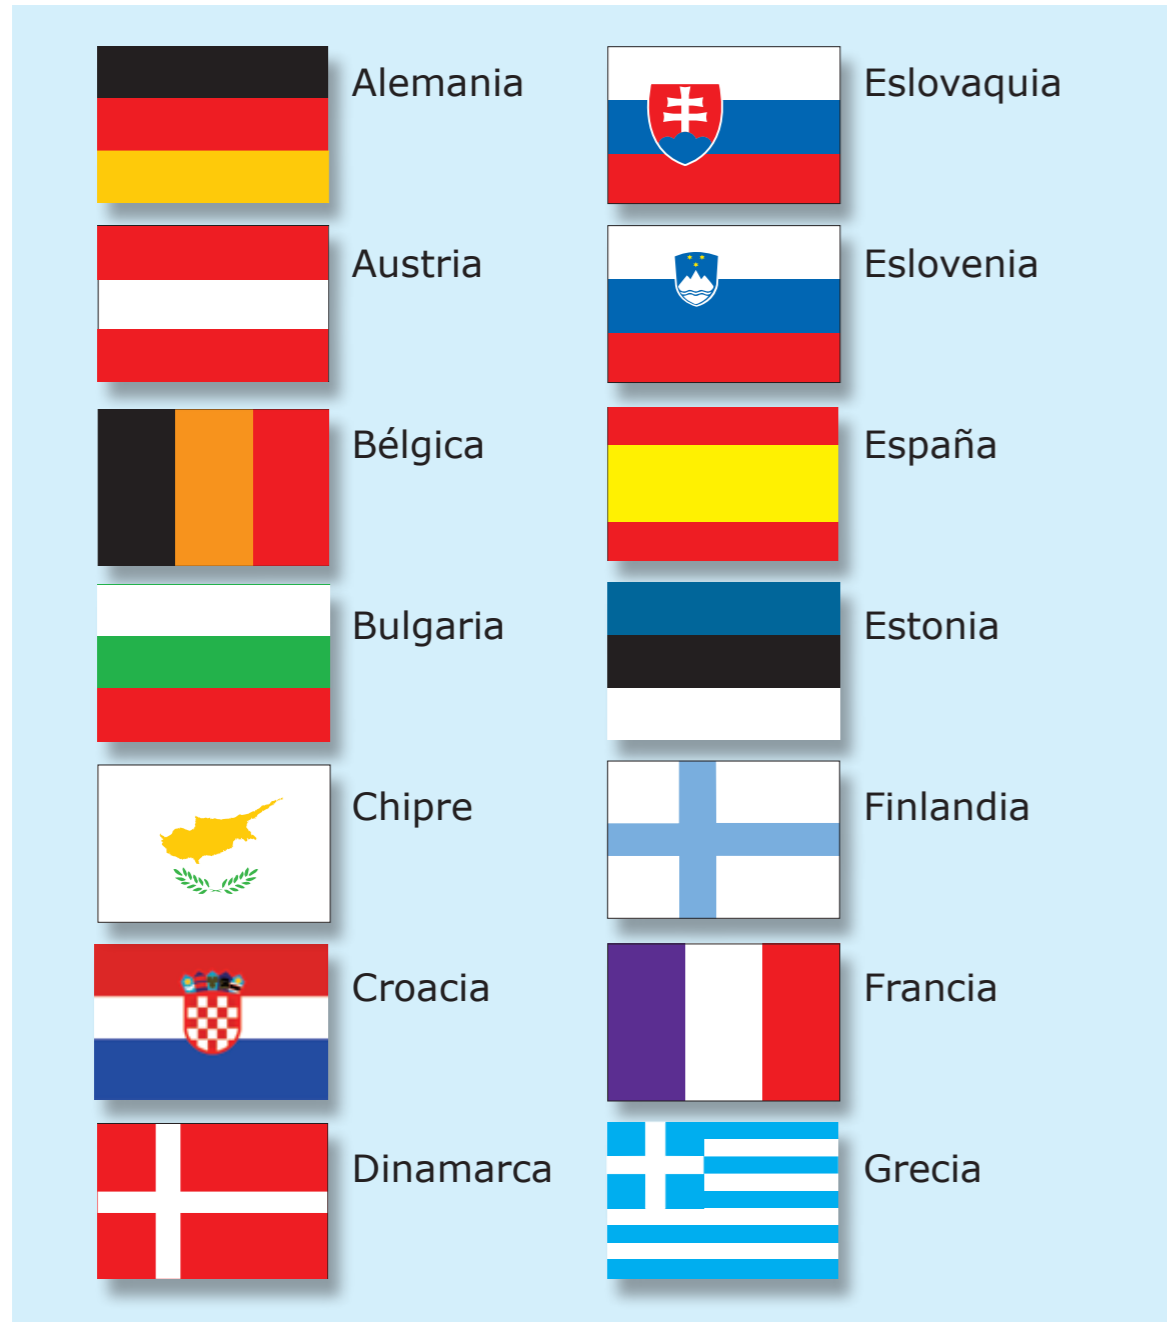 Alemania
Austria
Bélgica
Bulgaria
Chipre
Croacia
Dinamarca
Eslovaquia
Eslovenia
España
Estonia
Finlandia
Francia
Grecia